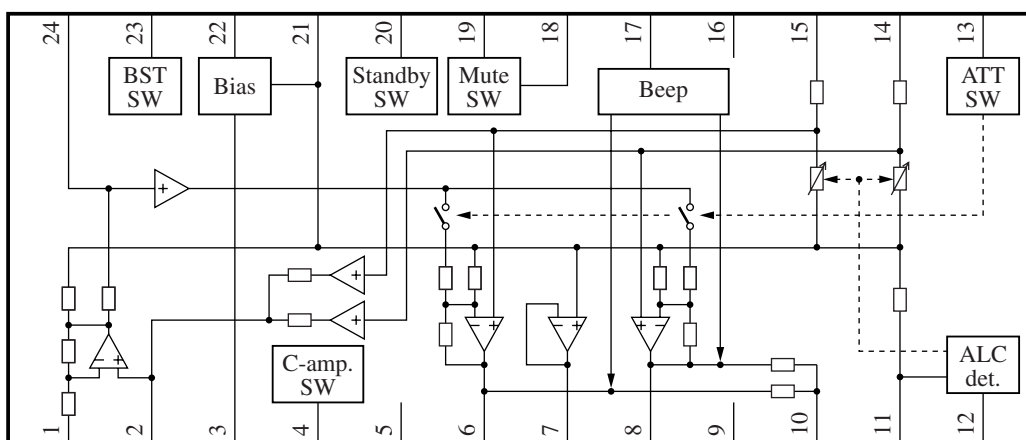 24 23 22 21 20 19 18 17 16 15 14 13
BST
SW
Bias
Standby
SW
Mute
SW
Beep
ATT
SW
+
+
+
− +
− +
− +
+ −
C-amp.
SW
ALC
det.
1 2 3 4 5 6 7 8 9 10 11 12